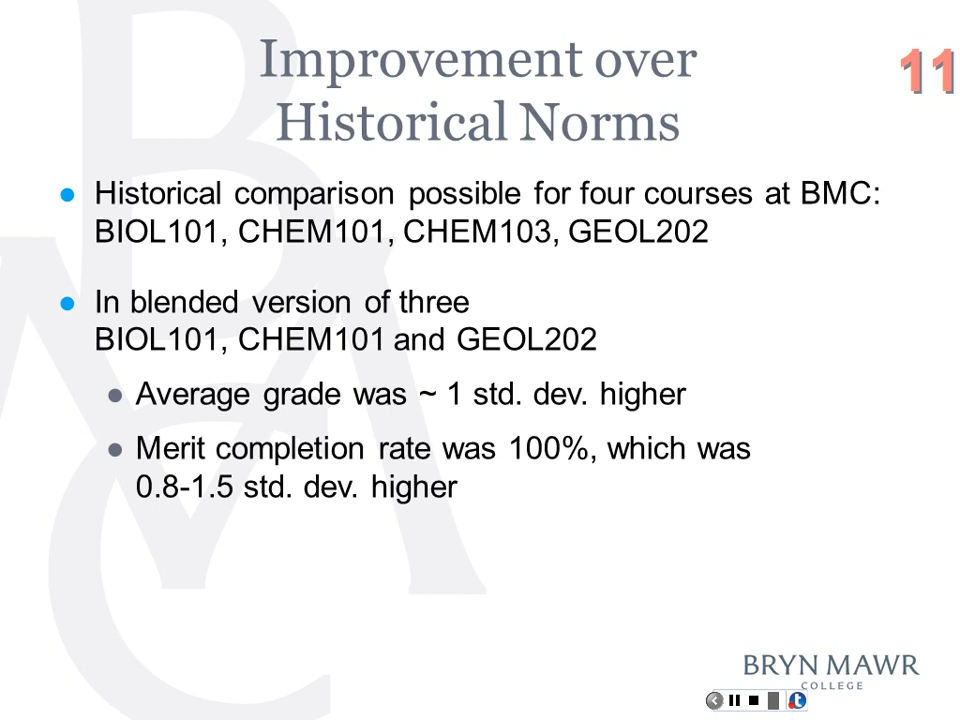 Improvement over
Historical Norms
11
● Historical comparison possible for four courses at BMC:
BIOL101, CHEM101, CHEM103, GEOL202
● In blended version of three
BIOL101, CHEM101 and GEOL202
● Average grade was ~ 1 std. dev. higher
● Merit completion rate was 100%, which was
0.8-1.5 std. dev. higher
BRYN MAWR
COLLEGE